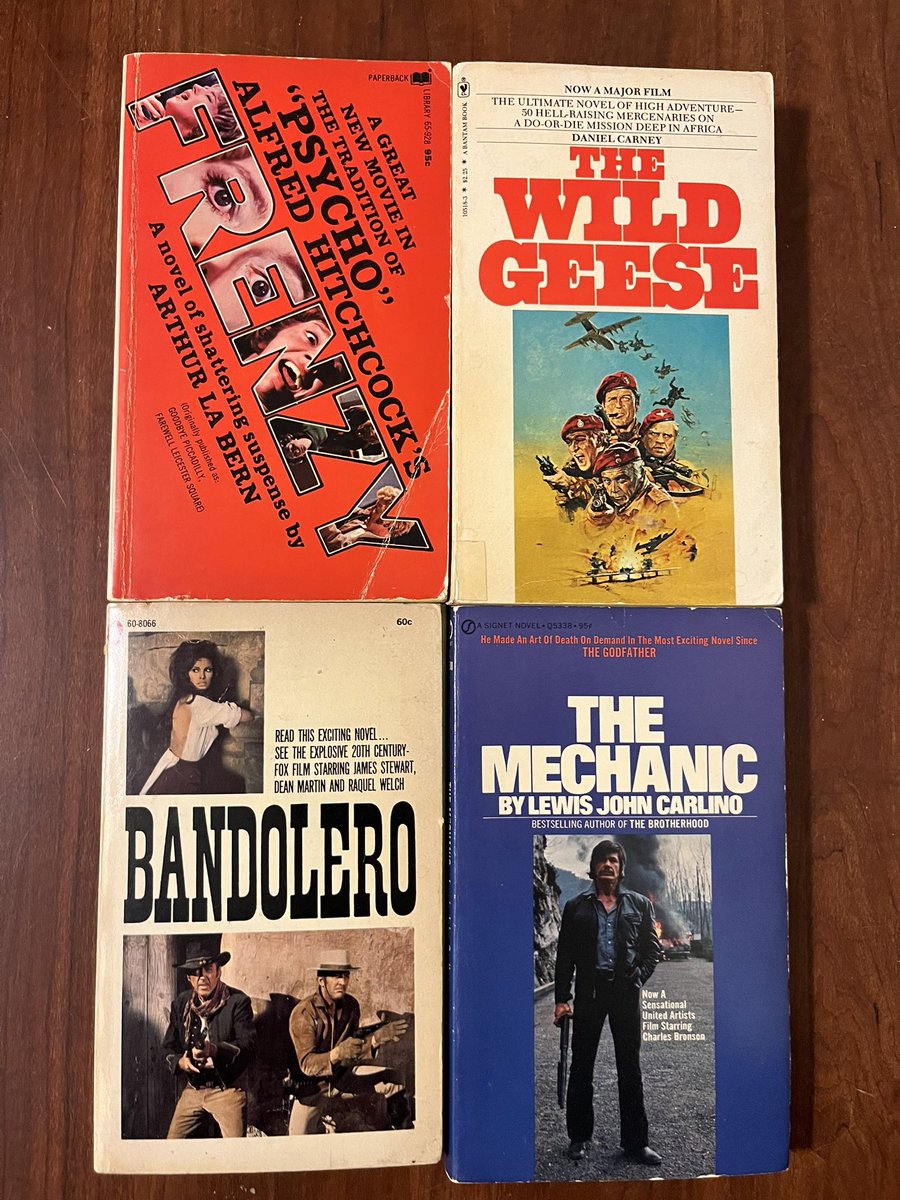 PAPERBACK LIBRARY 65-928 95c
A GREAT
NEW MOVIE IN
THE TRADITION OF
"PSYCHO,"
ALFRED HITCHCOCK'S
FRENZY
A novel of shattering suspense by
ARTHUR LA BERN
(Originally published as:
GOODBYE PICCADILLY,
FAREWELL LEICESTER SQUARE)
10516-3 ★ $2.25 ★ A BANTAM BOOK
NOW A MAJOR FILM
THE ULTIMATE NOVEL OF HIGH ADVENTURE—
50 HELL-RAISING MERCENARIES ON
A DO-OR-DIE MISSION DEEP IN AFRICA
DANIEL CARNEY
THE
WILD
GEESE
60-8066
60c
READ THIS EXCITING NOVEL...
SEE THE EXPLOSIVE 20TH CENTURY-
FOX FILM STARRING JAMES STEWART,
DEAN MARTIN AND RAQUEL WELCH
BANDOLERO
A SIGNET NOVEL • Q5338 • 95¢
He Made An Art Of Death On Demand In The Most Exciting Novel Since
THE GODFATHER
THE
MECHANIC
BY LEWIS JOHN CARLINO
BESTSELLING AUTHOR OF THE BROTHERHOOD
Now A
Sensational
United Artists
Film Starring
Charles Bronson